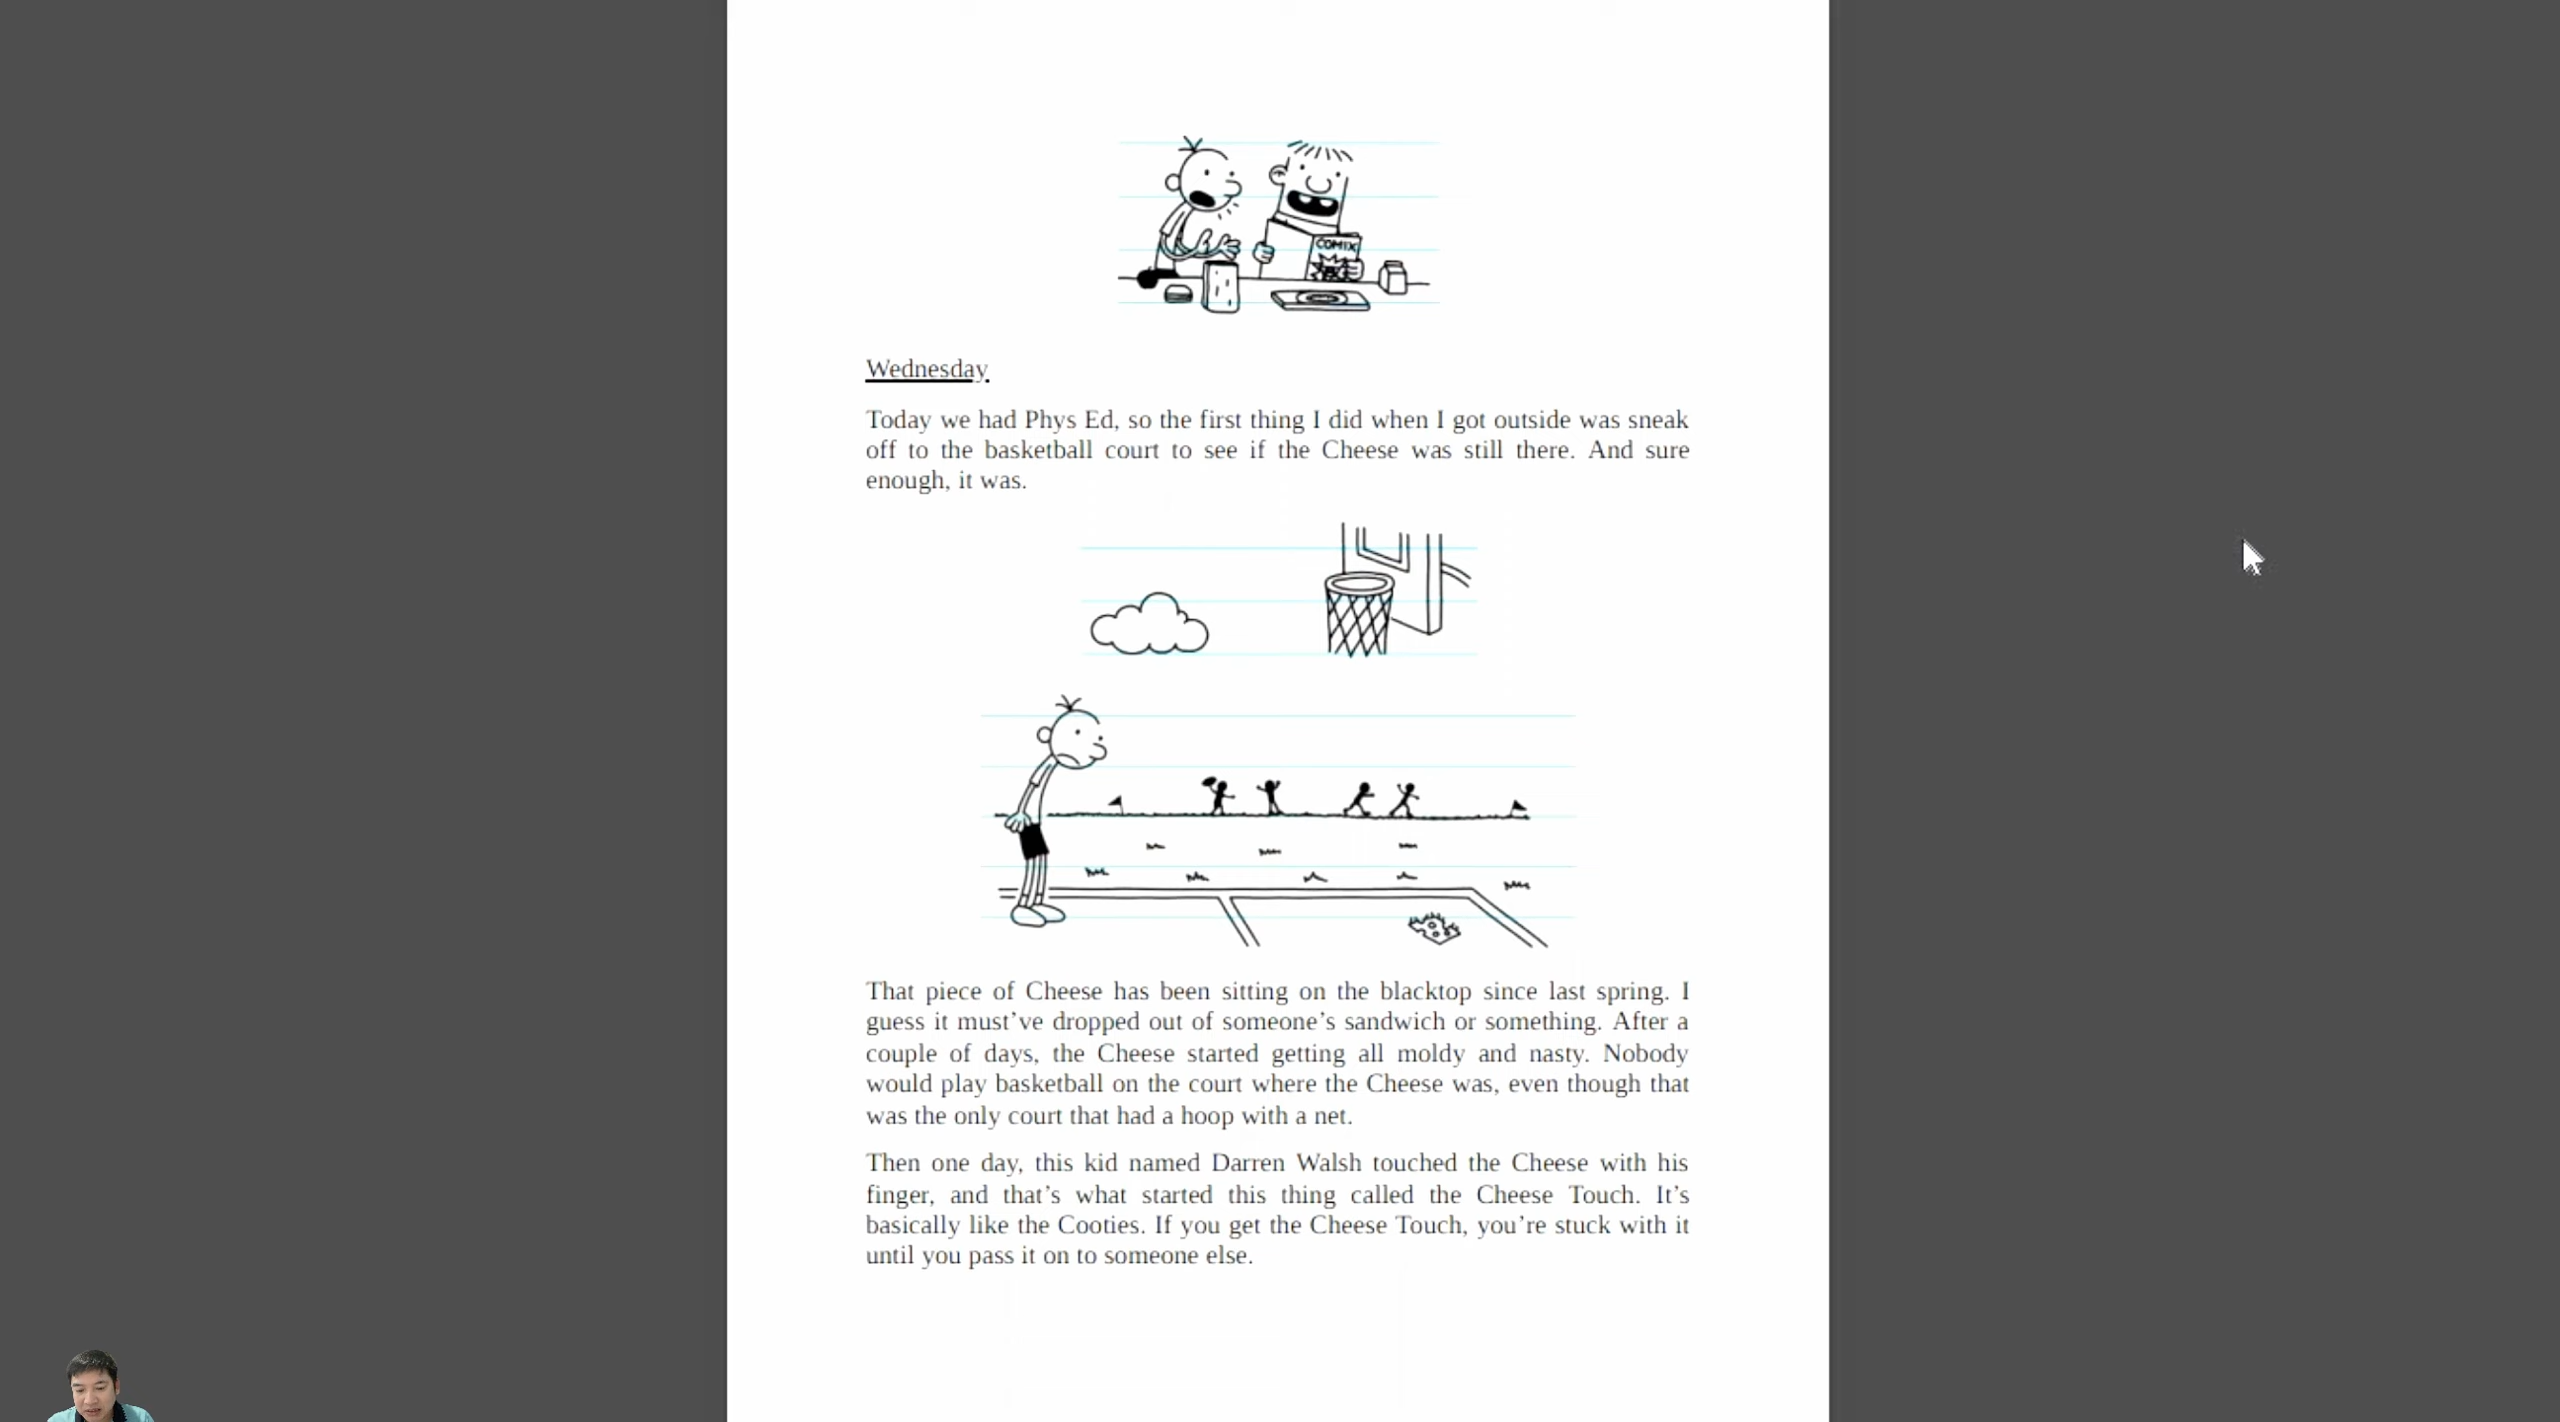 COMIX
Wednesday
Today we had Phys Ed, so the first thing I did when I got outside was sneak
off to the basketball court to see if the Cheese was still there. And sure
enough, it was.
That piece of Cheese has been sitting on the blacktop since last spring. I
guess it must’ve dropped out of someone’s sandwich or something. After a
couple of days, the Cheese started getting all moldy and nasty. Nobody
would play basketball on the court where the Cheese was, even though that
was the only court that had a hoop with a net.
Then one day, this kid named Darren Walsh touched the Cheese with his
finger, and that’s what started this thing called the Cheese Touch. It’s
basically like the Cooties. If you get the Cheese Touch, you’re stuck with it
until you pass it on to someone else.